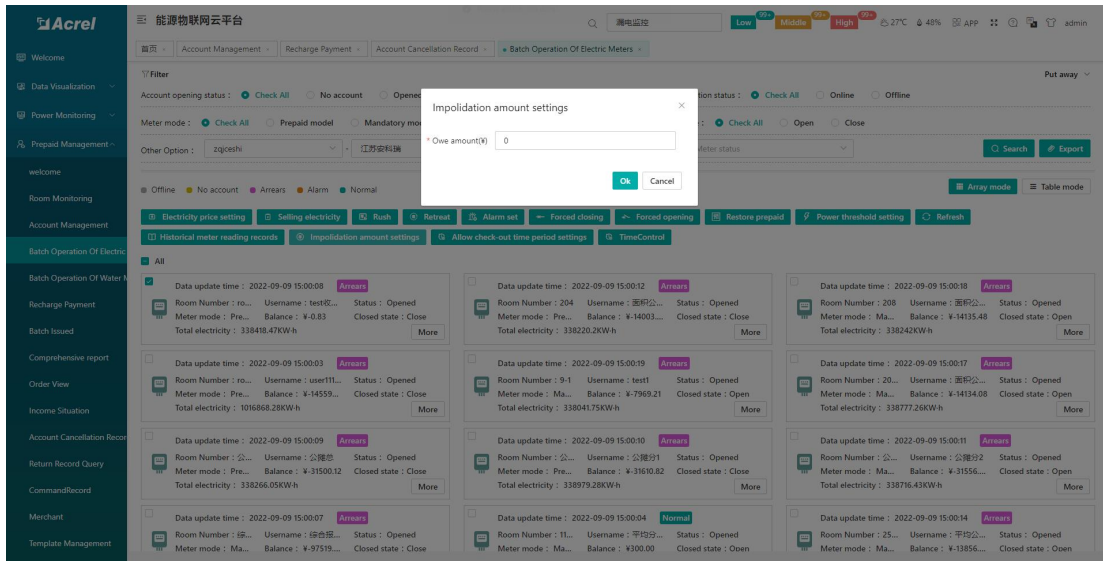 Acrel
能源物联网云平台
漏电监控
Low 99+ Middle 99+ High 99+ 27℃ 48% APP admin
首页 × Account Management × Recharge Payment × Account Cancellation Record × Batch Operation Of Electric Meters ×
Welcome
Data Visualization
Power Monitoring
Prepaid Management
welcome
Room Monitoring
Account Management
Batch Operation Of Electric
Batch Operation Of Water M
Recharge Payment
Batch Issued
Comprehensive report
Order View
Income Situation
Account Cancellation Recor
Return Record Query
CommandRecord
Merchant
Template Management
Filter Put away
Account opening status : Check All No account Opened tion status : Check All Online Offline
Meter mode : Check All Prepaid model Mandatory mo : Check All Open Close
Other Option : zqjceshi - 江苏安科瑞 Meter status Search Export
Impolidation amount settings ×
* Owe amount(¥) 0
Ok Cancel
Offline No account Arrears Alarm Normal Array mode Table mode
Electricity price setting Selling electricity Rush Retreat Alarm set Forced closing Forced opening Restore prepaid Power threshold setting Refresh
Historical meter reading records Impolidation amount settings Allow check-out time period settings TimeControl
All
Data update time : 2022-09-09 15:00:08 Arrears
Room Number : ro... Username : test收... Status : Opened
Meter mode : Pre... Balance : ¥-0.83 Closed state : Close
Total electricity : 338418.47KW·h More
Data update time : 2022-09-09 15:00:12 Arrears
Room Number : 204 Username : 面积公... Status : Opened
Meter mode : Pre... Balance : ¥-14003.... Closed state : Close
Total electricity : 338220.2KW·h More
Data update time : 2022-09-09 15:00:18 Arrears
Room Number : 208 Username : 面积公... Status : Opened
Meter mode : Ma... Balance : ¥-14135.48 Closed state : Open
Total electricity : 338242KW·h More
Data update time : 2022-09-09 15:00:03 Arrears
Room Number : ro... Username : user111... Status : Opened
Meter mode : Pre... Balance : ¥-14559... Closed state : Close
Total electricity : 1016868.28KW·h More
Data update time : 2022-09-09 15:00:19 Arrears
Room Number : 9-1 Username : test1 Status : Opened
Meter mode : Ma... Balance : ¥-7969.21 Closed state : Open
Total electricity : 338041.75KW·h More
Data update time : 2022-09-09 15:00:17 Arrears
Room Number : 20... Username : 面积公... Status : Opened
Meter mode : Ma... Balance : ¥-14134.08 Closed state : Open
Total electricity : 338777.26KW·h More
Data update time : 2022-09-09 15:00:09 Arrears
Room Number : 公... Username : 公摊总 Status : Opened
Meter mode : Pre... Balance : ¥-31500.12 Closed state : Close
Total electricity : 338266.05KW·h More
Data update time : 2022-09-09 15:00:10 Arrears
Room Number : 公... Username : 公摊分1 Status : Opened
Meter mode : Pre... Balance : ¥-31610.82 Closed state : Close
Total electricity : 338979.28KW·h More
Data update time : 2022-09-09 15:00:11 Arrears
Room Number : 公... Username : 公摊分2 Status : Opened
Meter mode : Ma... Balance : ¥-31556.... Closed state : Open
Total electricity : 338716.43KW·h More
Data update time : 2022-09-09 15:00:07 Arrears
Room Number : 综... Username : 综合报... Status : Opened
Meter mode : Ma... Balance : ¥-97519.... Closed state : Close
Data update time : 2022-09-09 15:00:04 Normal
Room Number : 11... Username : 平均分... Status : Opened
Meter mode : Ma... Balance : ¥300.00 Closed state : Open
Data update time : 2022-09-09 15:00:14 Arrears
Room Number : 25... Username : 平均公... Status : Opened
Meter mode : Ma... Balance : ¥-13856.... Closed state : Open